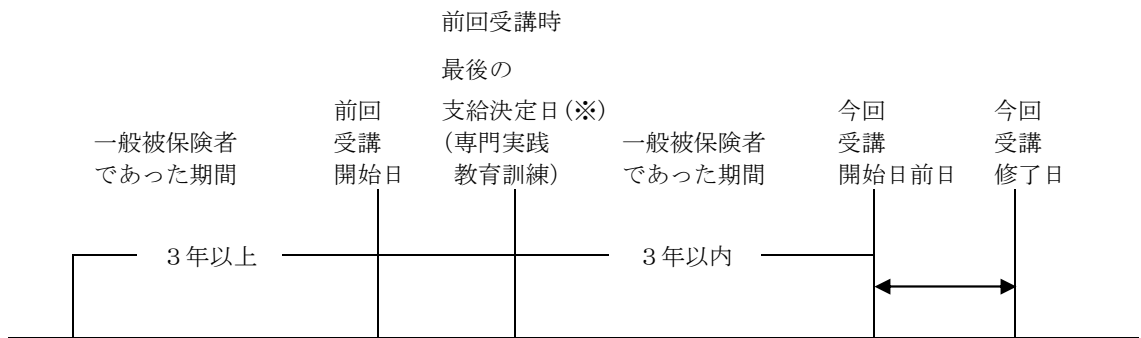 前回受講時
最後の
支給決定日(※)
(専門実践
教育訓練)
一般被保険者
であった期間
前回
受講
開始日
一般被保険者
であった期間
今回
受講
開始日前日
今回
受講
修了日
3年以上
3年以内